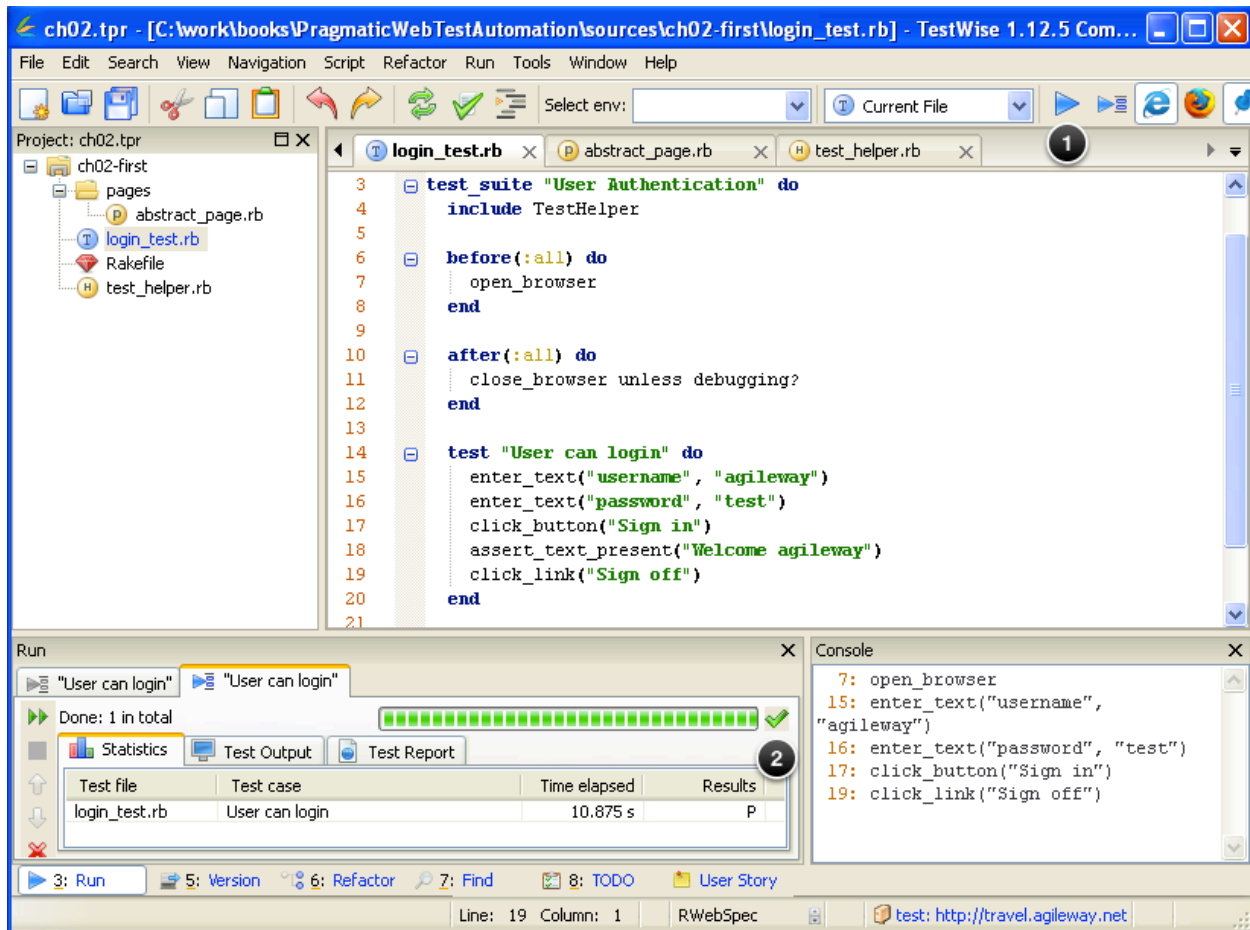 ch02.tpr - [C:\work\books\PragmaticWebTestAutomation\sources\ch02-first\login_test.rb] - TestWise 1.12.5 Com...
File Edit Search View Navigation Script Refactor Run Tools Window Help
Select env: Current File
1
Project: ch02.tpr
ch02-first
pages
abstract_page.rb
login_test.rb
Rakefile
test_helper.rb
login_test.rb abstract_page.rb test_helper.rb
3 test_suite "User Authentication" do
4 include TestHelper
5
6 before(:all) do
7 open_browser
8 end
9
10 after(:all) do
11 close_browser unless debugging?
12 end
13
14 test "User can login" do
15 enter_text("username", "agileway")
16 enter_text("password", "test")
17 click_button("Sign in")
18 assert_text_present("Welcome agileway")
19 click_link("Sign off")
20 end
21
Run
"User can login" "User can login"
Done: 1 in total
Statistics Test Output Test Report
2
Test file Test case Time elapsed Results
login_test.rb User can login 10.875 s P
Console
7: open_browser
15: enter_text("username",
"agileway")
16: enter_text("password", "test")
17: click_button("Sign in")
19: click_link("Sign off")
3: Run 5: Version 6: Refactor 7: Find 8: TODO User Story
Line: 19 Column: 1 RWebSpec test: http://travel.agileway.net